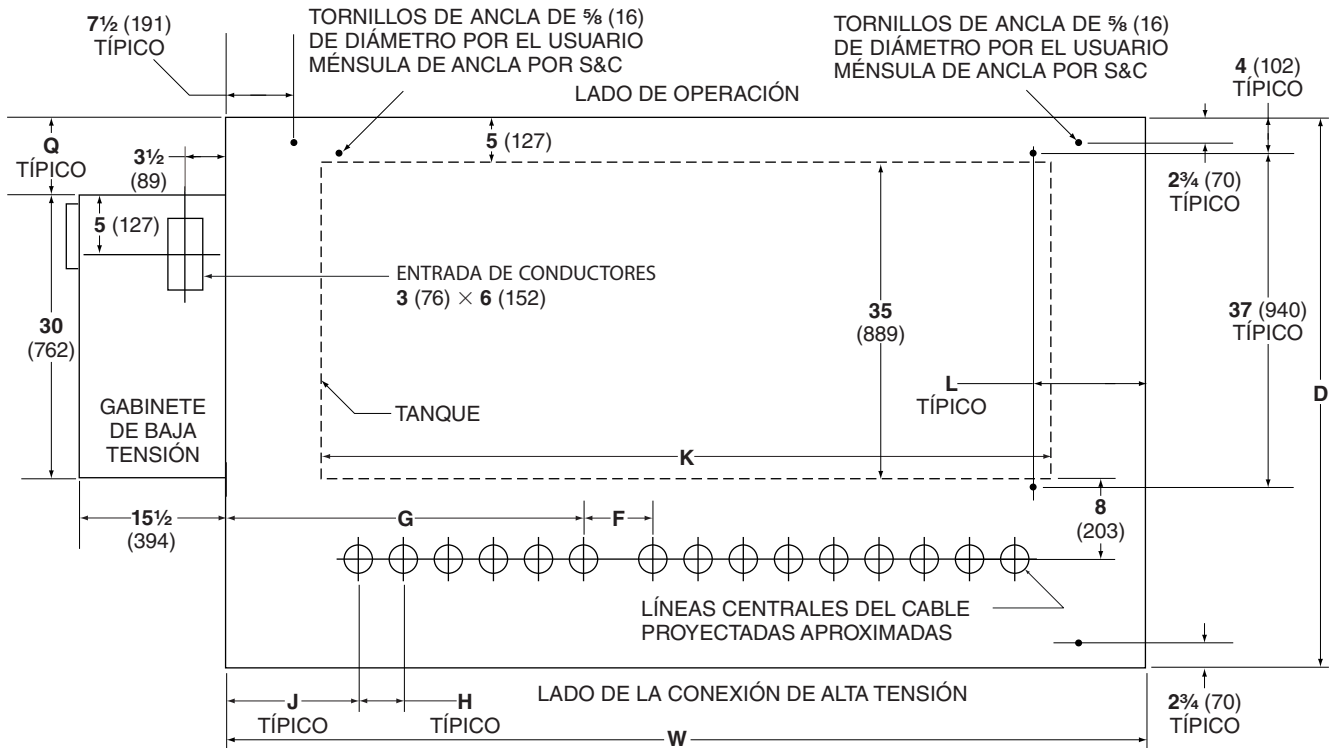 7½ (191)
TÍPICO
TORNILLOS DE ANCLA DE ⅝ (16)
DE DIÁMETRO POR EL USUARIO
MÉNSULA DE ANCLA POR S&C
TORNILLOS DE ANCLA DE ⅝ (16)
DE DIÁMETRO POR EL USUARIO
MÉNSULA DE ANCLA POR S&C
4 (102)
TÍPICO
LADO DE OPERACIÓN
Q
TÍPICO
3½
(89)
5 (127)
2¾ (70)
TÍPICO
5 (127)
ENTRADA DE CONDUCTORES
3 (76) × 6 (152)
30
(762)
35
(889)
37 (940)
TÍPICO
L
TÍPICO
D
GABINETE
DE BAJA
TENSIÓN
TANQUE
K
15½
(394)
G
F
8
(203)
LÍNEAS CENTRALES DEL CABLE
PROYECTADAS APROXIMADAS
J
TÍPICO
H
TÍPICO
LADO DE LA CONEXIÓN DE ALTA TENSIÓN
2¾ (70)
TÍPICO
W